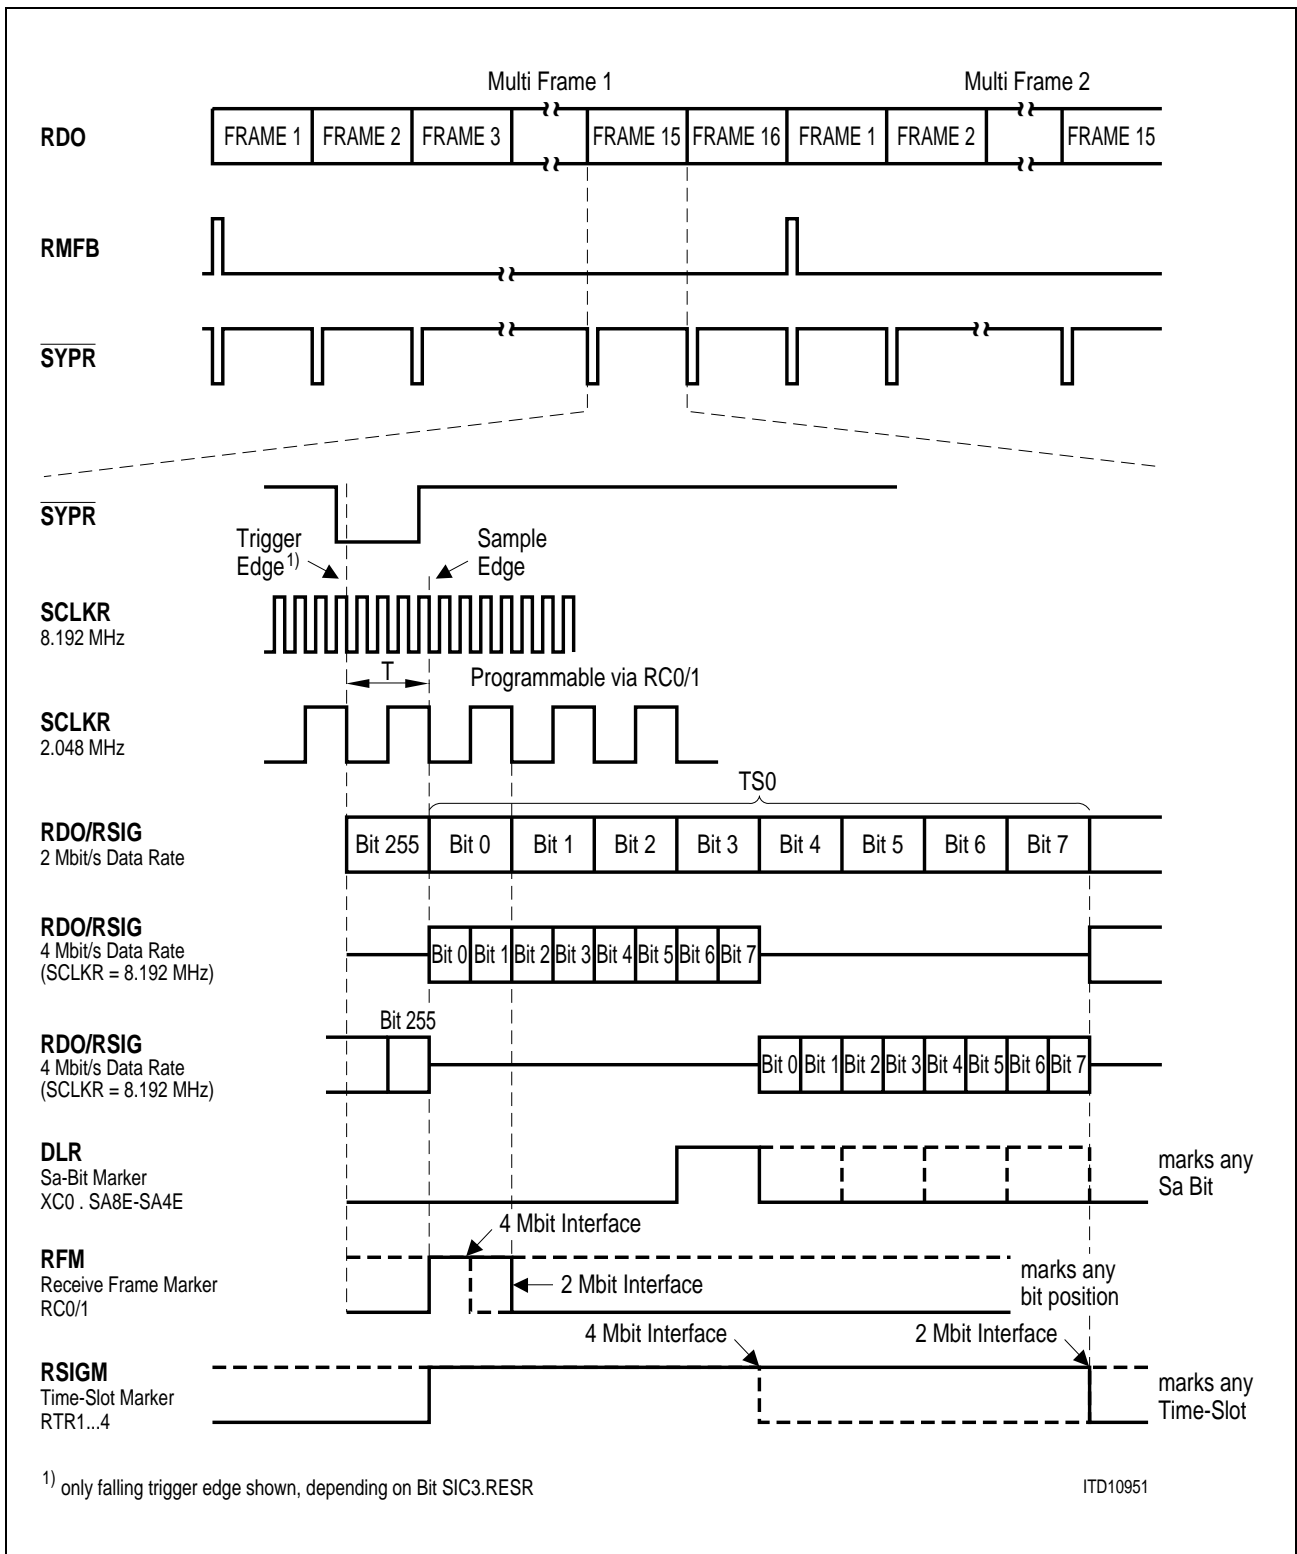 Multi Frame 1 Multi Frame 2
RDO FRAME 1 FRAME 2 FRAME 3 FRAME 15 FRAME 16 FRAME 1 FRAME 2 FRAME 15
RMFB
SYPR
SYPR
Trigger
Edge1)
Sample
Edge
SCLKR
8.192 MHz
T Programmable via RC0/1
SCLKR
2.048 MHz
TS0
RDO/RSIG
2 Mbit/s Data Rate
Bit 255 Bit 0 Bit 1 Bit 2 Bit 3 Bit 4 Bit 5 Bit 6 Bit 7
RDO/RSIG
4 Mbit/s Data Rate
(SCLKR = 8.192 MHz)
Bit 0 Bit 1 Bit 2 Bit 3 Bit 4 Bit 5 Bit 6 Bit 7
Bit 255
RDO/RSIG
4 Mbit/s Data Rate
(SCLKR = 8.192 MHz)
Bit 0 Bit 1 Bit 2 Bit 3 Bit 4 Bit 5 Bit 6 Bit 7
DLR
Sa-Bit Marker
XC0 . SA8E-SA4E
marks any
Sa Bit
4 Mbit Interface
RFM
Receive Frame Marker
RC0/1
2 Mbit Interface
marks any
bit position
4 Mbit Interface 2 Mbit Interface
RSIGM
Time-Slot Marker
RTR1...4
marks any
Time-Slot
1) only falling trigger edge shown, depending on Bit SIC3.RESR
ITD10951